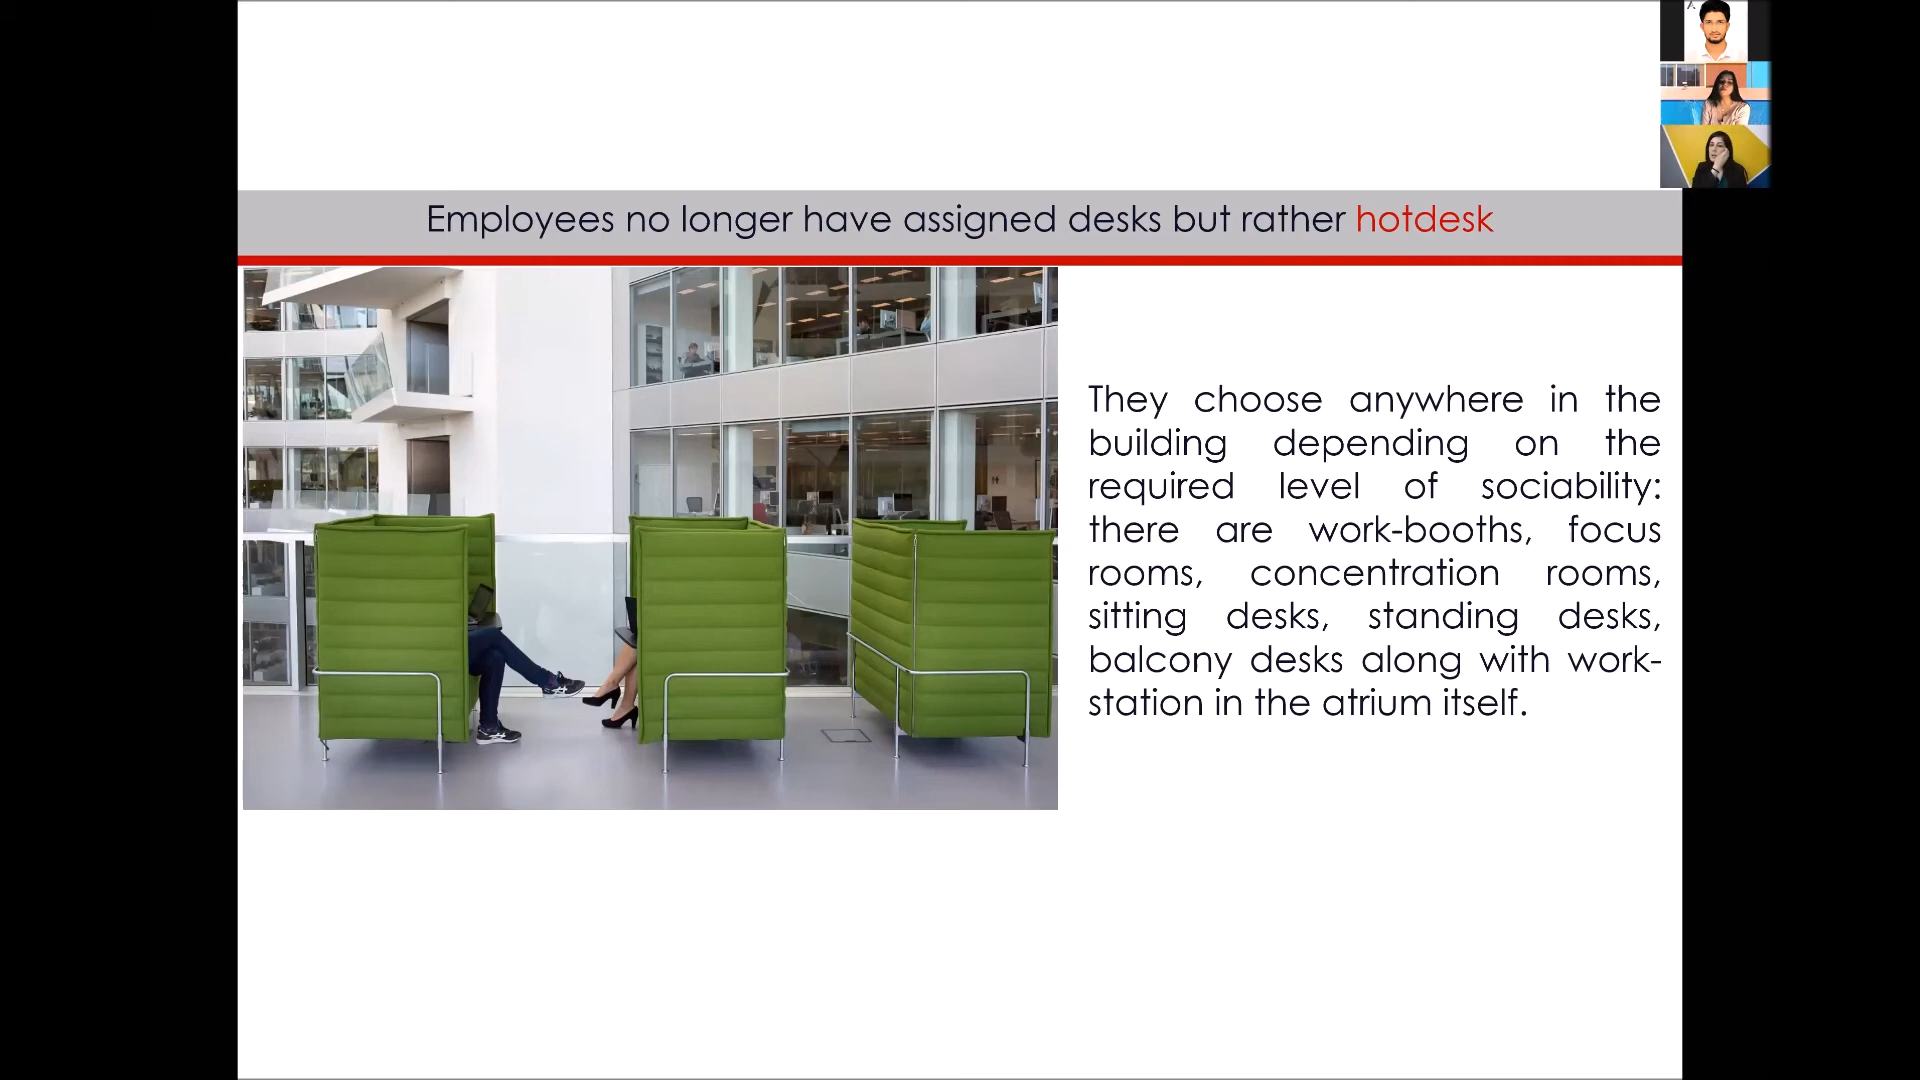 Employees no longer have assigned desks but rather hotdesk
They choose anywhere in the
building depending on the
required level of sociability:
there are work-booths, focus
rooms, concentration rooms,
sitting desks, standing desks,
balcony desks along with work-
station in the atrium itself.